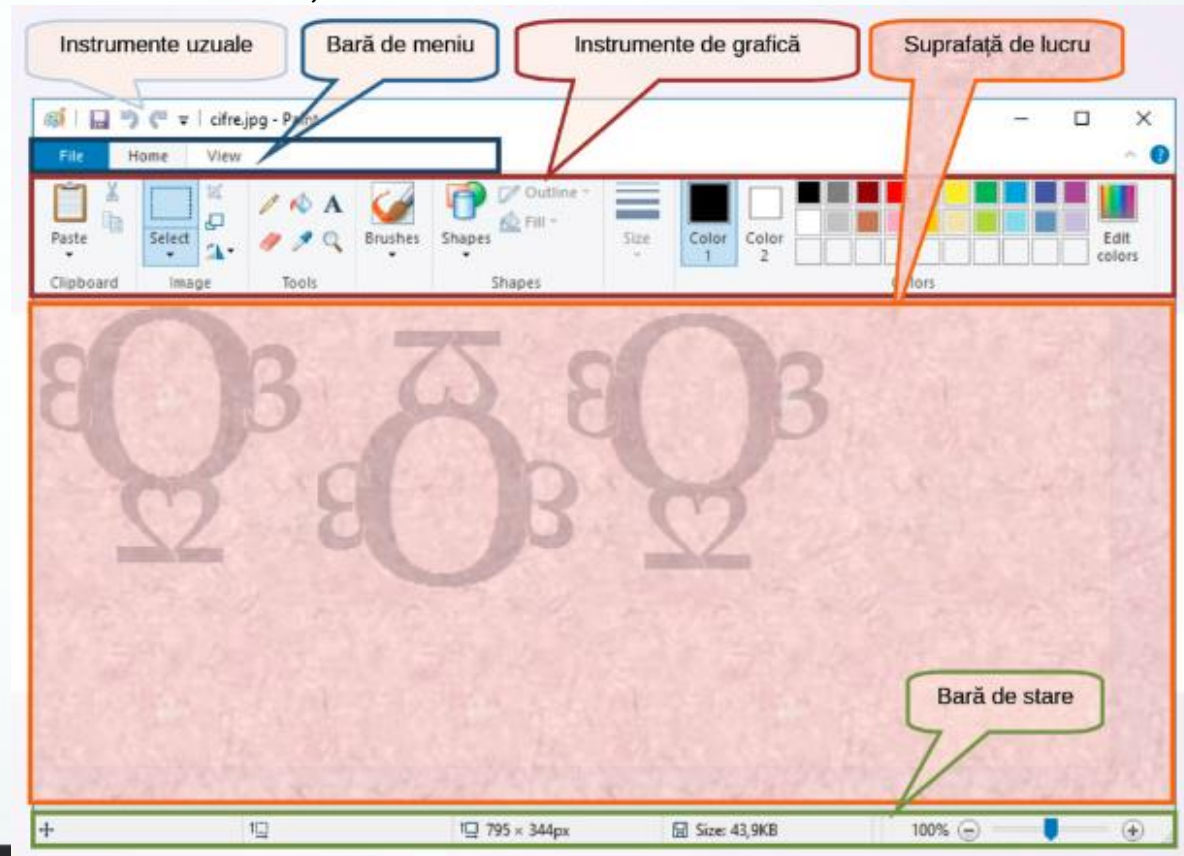 Instrumente uzuale
Bară de meniu
Instrumente de grafică
Suprafață de lucru
cifre.jpg - Paint
File Home View
Outline
Fill
Paste Select Brushes Shapes Size Color 1 Color 2 Edit colors
Clipboard Image Tools Shapes Colors
Bară de stare
795 × 344px Size: 43,9KB 100%